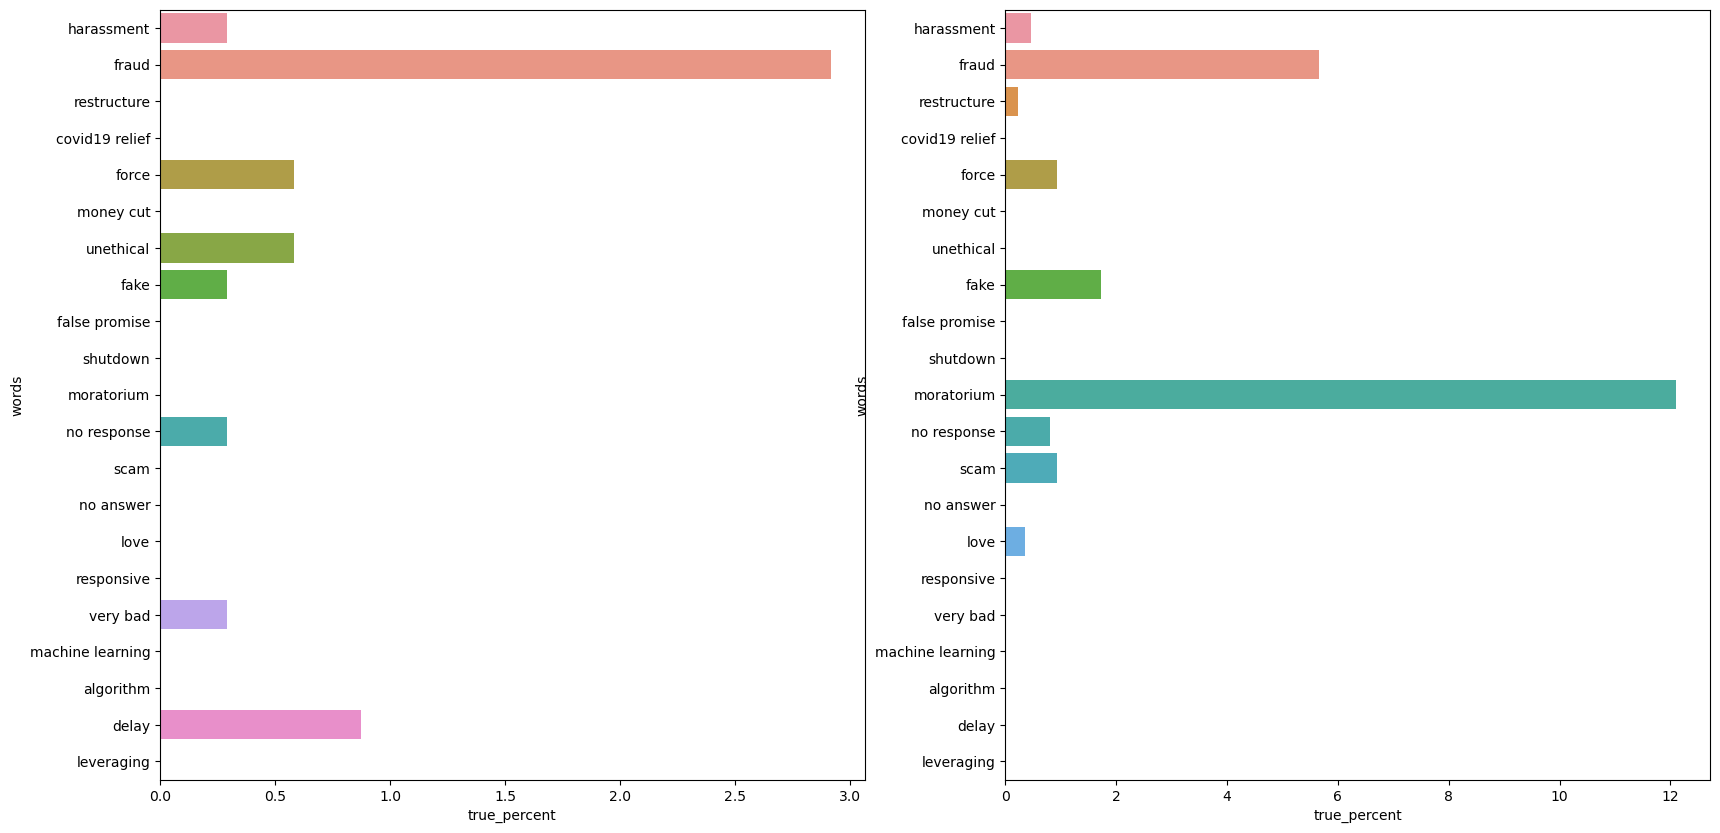 words
harassment
fraud
restructure
covid19 relief
force
money cut
unethical
fake
false promise
shutdown
moratorium
no response
scam
no answer
love
responsive
very bad
machine learning
algorithm
delay
leveraging
0.0 0.5 1.0 1.5 2.0 2.5 3.0
true_percent
words
harassment
fraud
restructure
covid19 relief
force
money cut
unethical
fake
false promise
shutdown
moratorium
no response
scam
no answer
love
responsive
very bad
machine learning
algorithm
delay
leveraging
0 2 4 6 8 10 12
true_percent